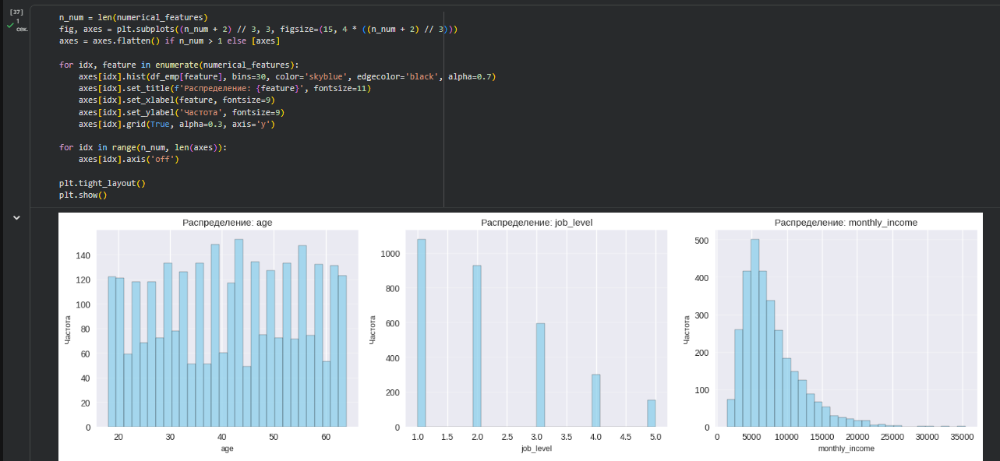 [37]
1
сек.
n_num = len(numerical_features)
fig, axes = plt.subplots((n_num + 2) // 3, 3, figsize=(15, 4 * ((n_num + 2) // 3)))
axes = axes.flatten() if n_num > 1 else [axes]
for idx, feature in enumerate(numerical_features):
    axes[idx].hist(df_emp[feature], bins=30, color='skyblue', edgecolor='black', alpha=0.7)
    axes[idx].set_title(f'Распределение: {feature}', fontsize=11)
    axes[idx].set_xlabel(feature, fontsize=9)
    axes[idx].set_ylabel('Частота', fontsize=9)
    axes[idx].grid(True, alpha=0.3, axis='y')
for idx in range(n_num, len(axes)):
    axes[idx].axis('off')
plt.tight_layout()
plt.show()
Распределение: age
140
120
100
80
60
40
20
0
Частота
20 30 40 50 60
age
Распределение: job_level
1000
800
600
400
200
0
Частота
1.0 1.5 2.0 2.5 3.0 3.5 4.0 4.5 5.0
job_level
Распределение: monthly_income
500
400
300
200
100
0
Частота
0 5000 10000 15000 20000 25000 30000 35000
monthly_income